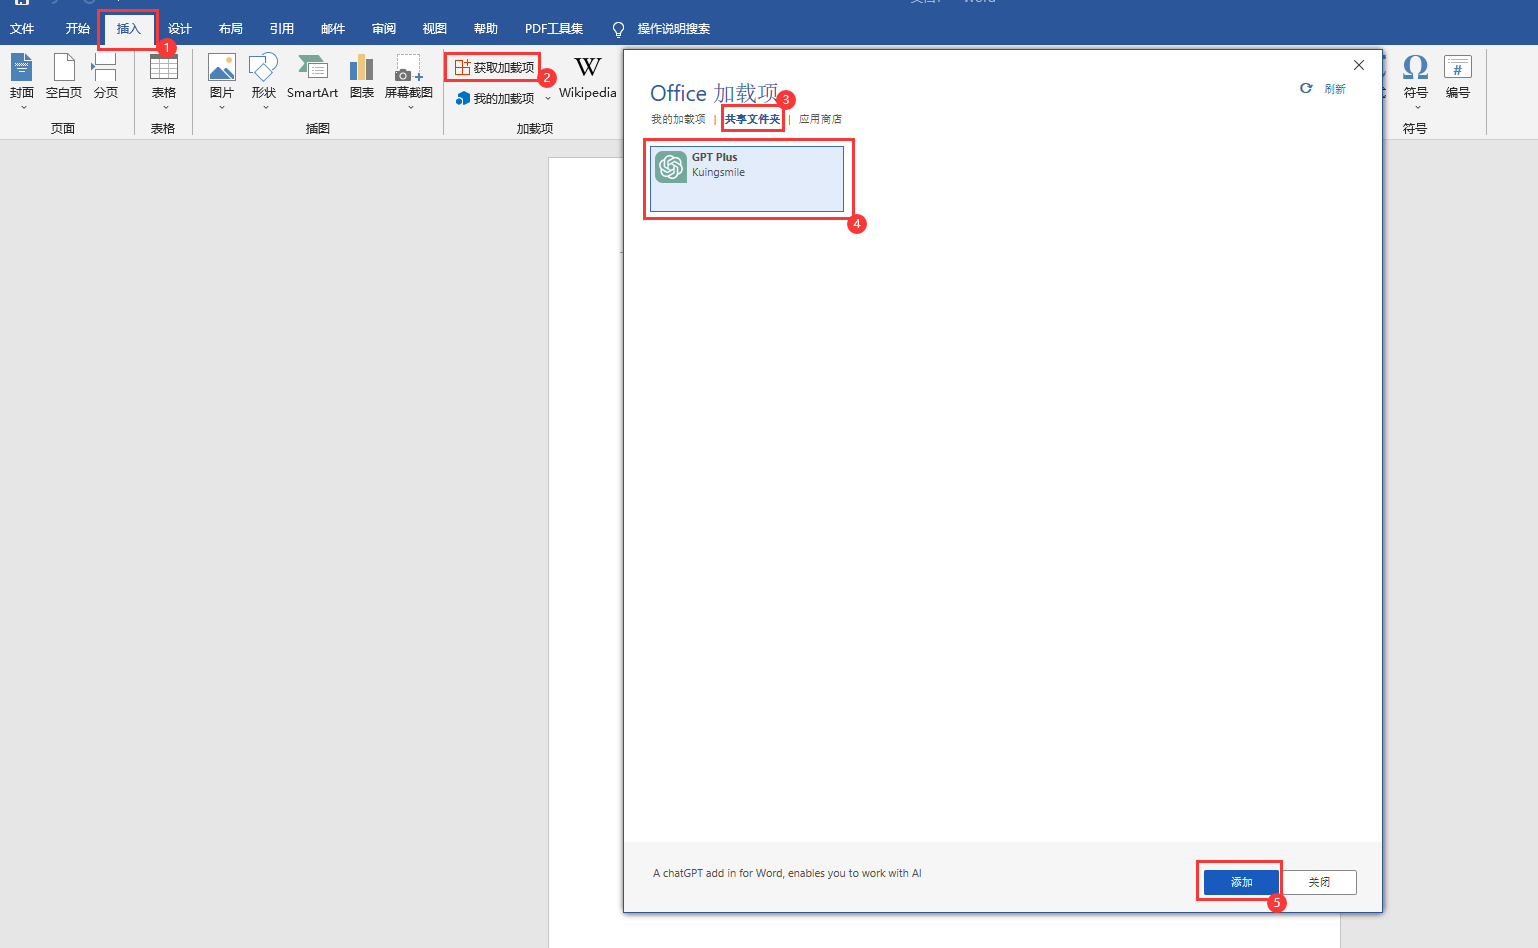 文件 开始 插入 设计 布局 引用 邮件 审阅 视图 帮助 PDF工具集 操作说明搜索
1
封面 空白页 分页
页面
表格
表格
图片 形状 SmartArt 图表 屏幕截图
插图
获取加载项
2
我的加载项
W
Wikipedia
加载项
Ω
符号
#
编号
符号
Office 加载项
刷新
3
我的加载项 | 共享文件夹 | 应用商店
GPT Plus
Kuingsmile
4
A chatGPT add in for Word, enables you to work with AI
添加 关闭
5